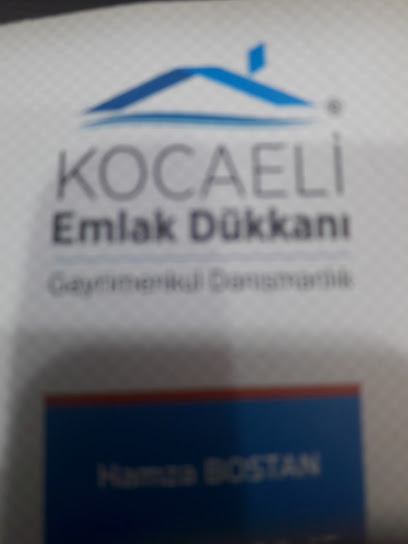 KOCAELİ
Emlak Dükkanı
Gayrimenkul Danışmanlık
Hamza BOSTAN